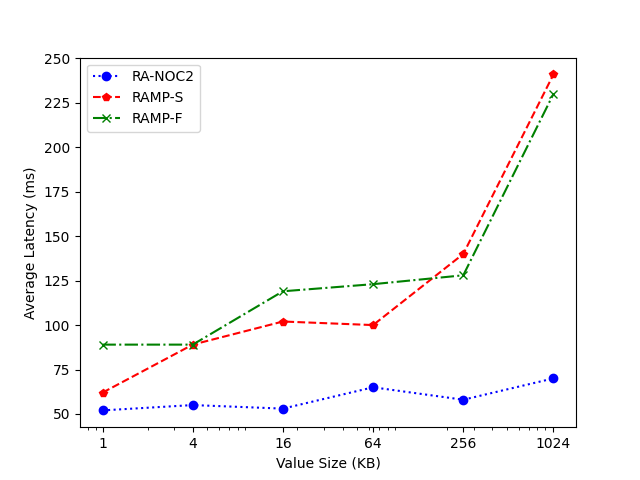 RA-NOC2
RAMP-S
RAMP-F
Average Latency (ms)
250
225
200
175
150
125
100
75
50
1 4 16 64 256 1024
Value Size (KB)